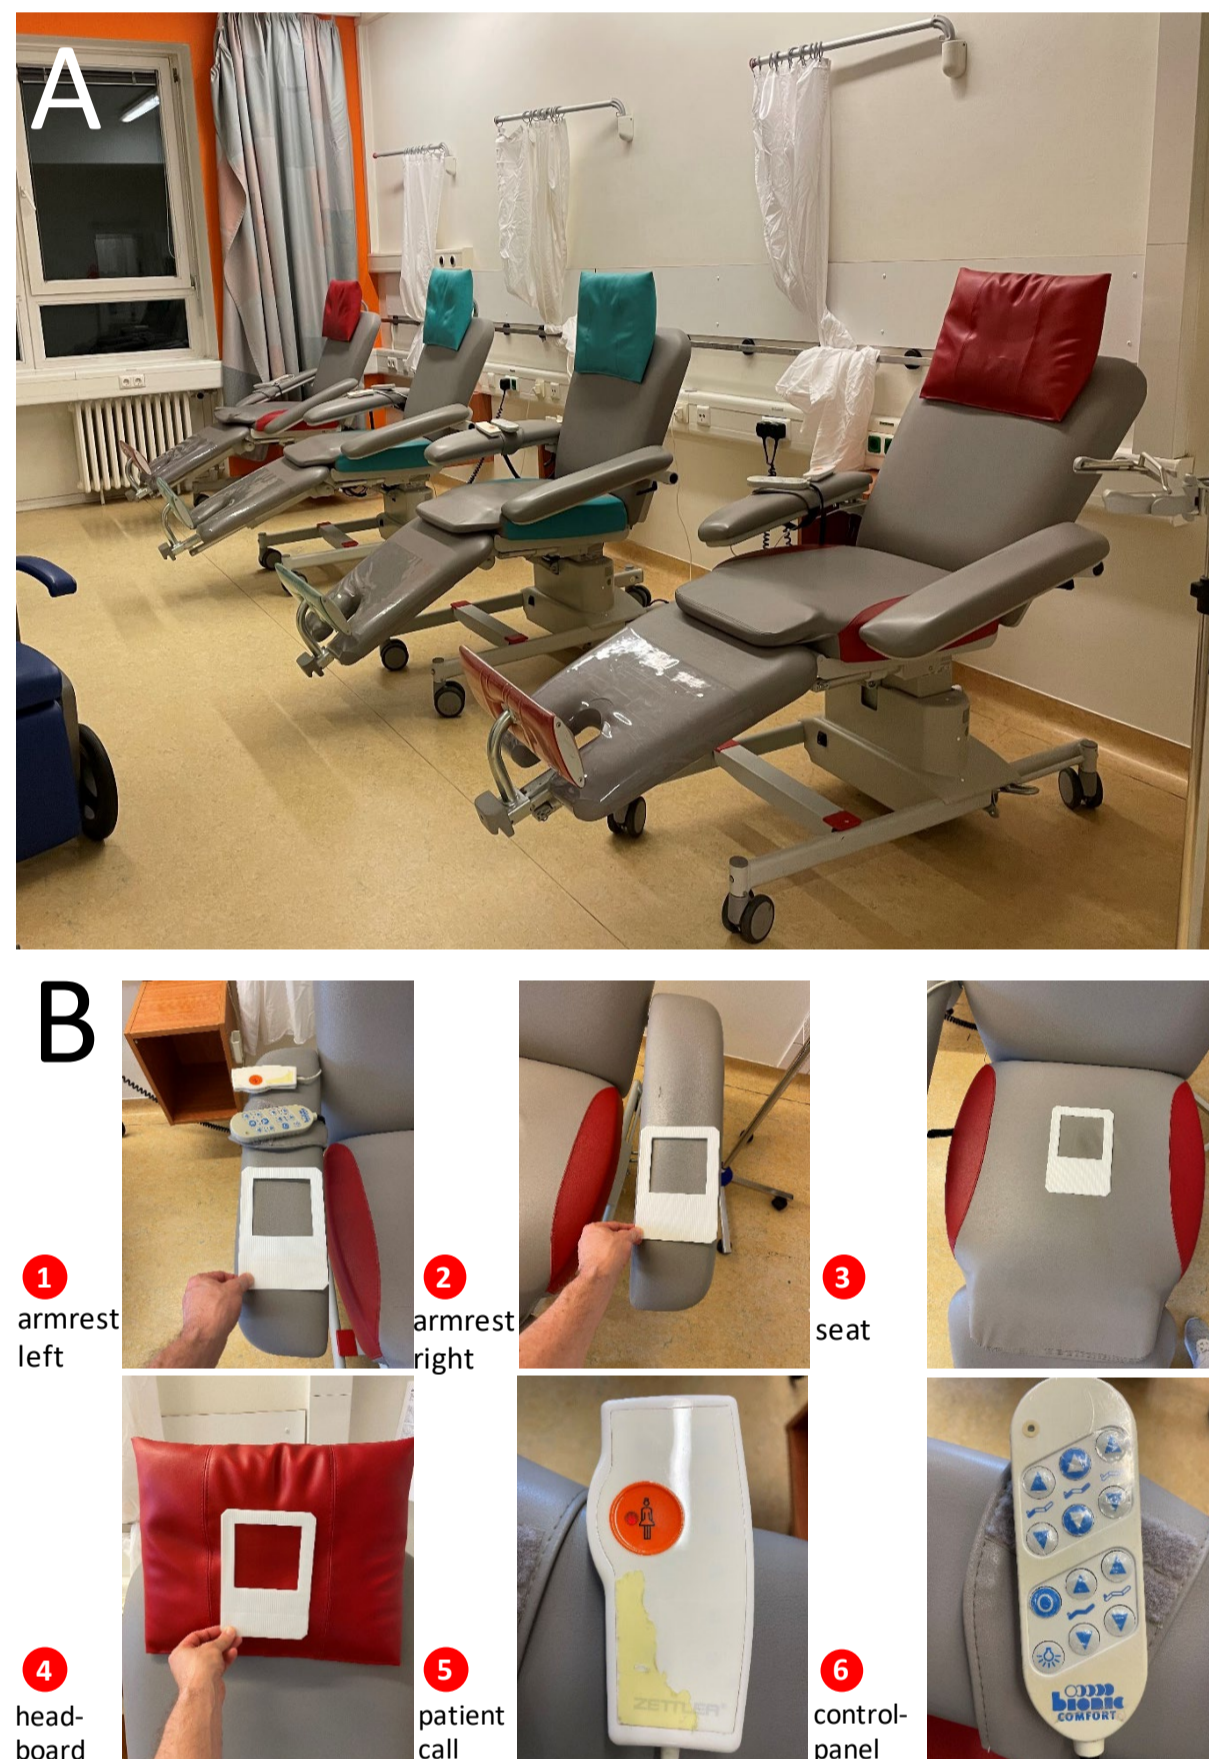 A
B
1
armrest
left
2
armrest
right
3
seat
4
head-
board
5
patient
call
ZETTLER
6
control-
panel
bionic
COMFORT